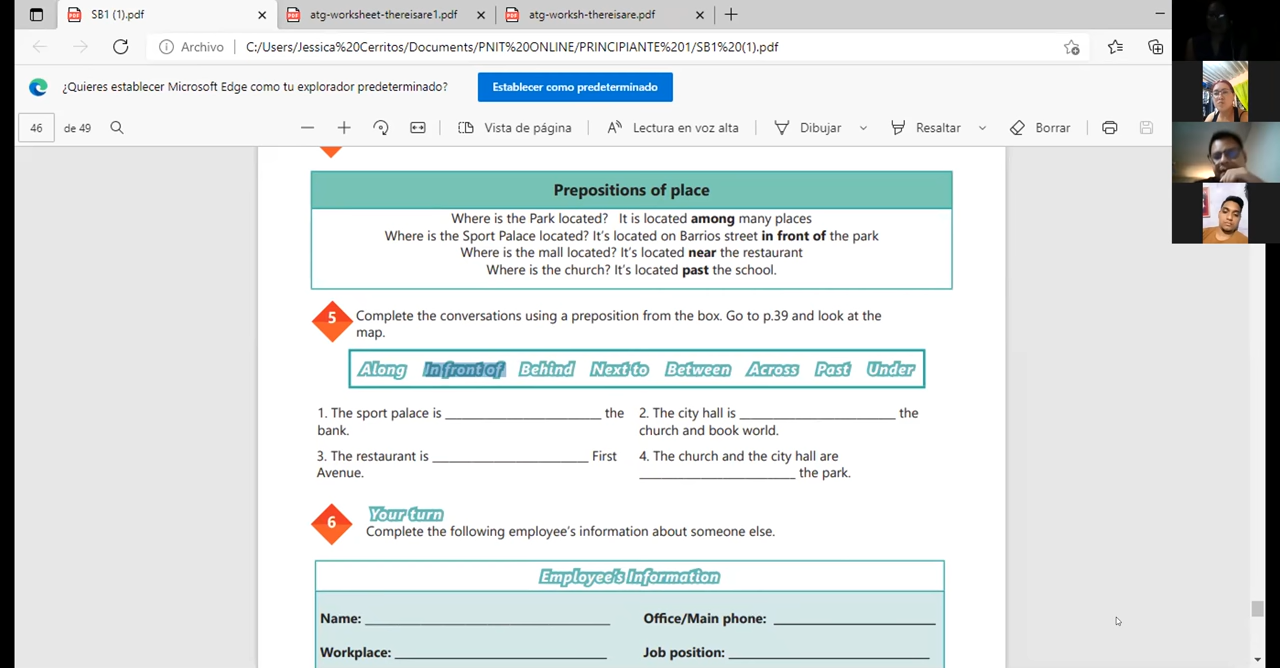 SB1 (1).pdf
atg-worksheet-thereisare1.pdf
atg-worksh-thereisare.pdf
Archivo
C:/Users/Jessica%20Cerritos/Documents/PNIT%20ONLINE/PRINCIPIANTE%201/SB1%20(1).pdf
¿Quieres establecer Microsoft Edge como tu explorador predeterminado?
Establecer como predeterminado
46
de 49
Vista de página
Lectura en voz alta
Dibujar
Resaltar
Borrar
Prepositions of place
Where is the Park located? It is located among many places
Where is the Sport Palace located? It's located on Barrios street in front of the park
Where is the mall located? It's located near the restaurant
Where is the church? It's located past the school.
5
Complete the conversations using a preposition from the box. Go to p.39 and look at the
map.
Along In front of Behind Next to Between Across Past Under
1. The sport palace is ______________________ the
bank.
2. The city hall is ______________________ the
church and book world.
3. The restaurant is ______________________ First
Avenue.
4. The church and the city hall are
______________________ the park.
6
Your turn
Complete the following employee's information about someone else.
Employee's Information
Name: ______________________
Office/Main phone: ______________________
Workplace: ______________________
Job position: ______________________